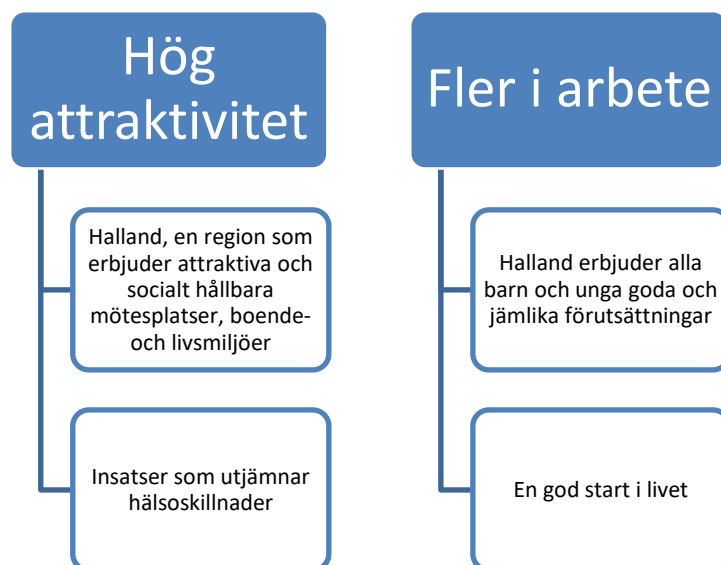 Hög
attraktivitet
Halland, en region som
erbjuder attraktiva och
socialt hållbara
mötesplatser, boende-
och livsmiljöer
Insatser som utjämnar
hälsoskillnader
Fler i arbete
Halland erbjuder alla
barn och unga goda och
jämlika förutsättningar
En god start i livet